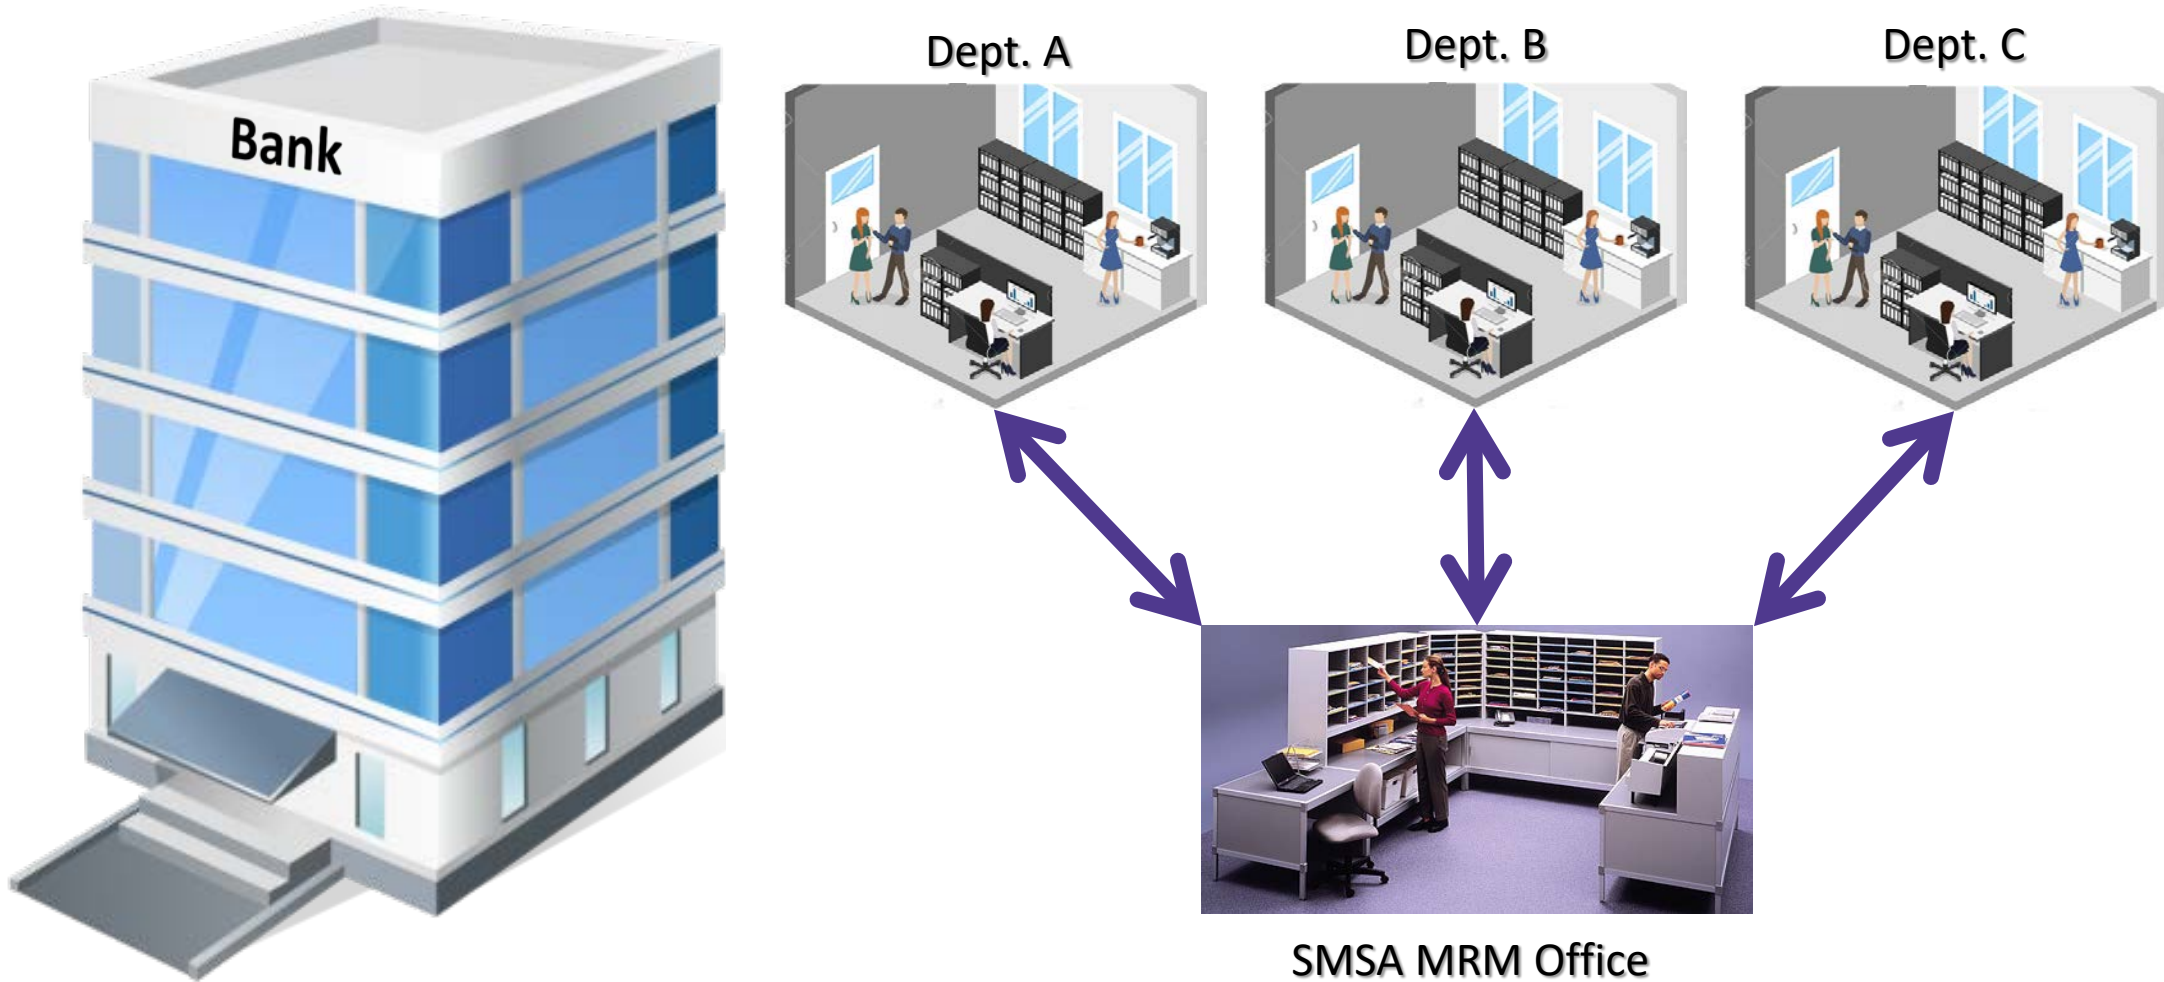 Bank
Dept. A
Dept. B
Dept. C
SMSA MRM Office